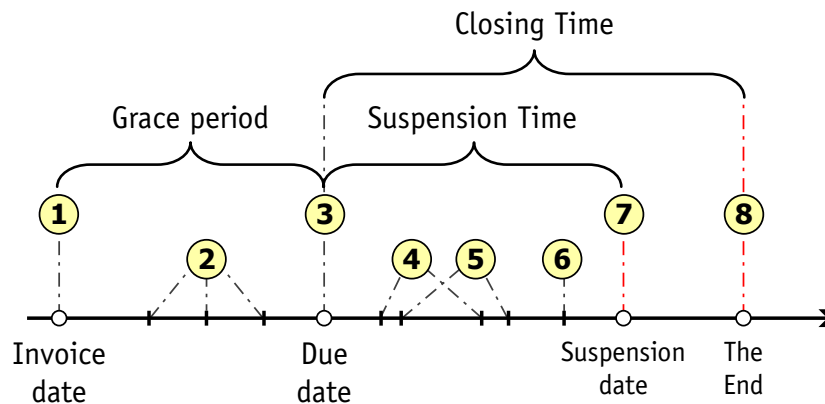 Closing Time
Grace period
Suspension Time
1
3
7
8
2
4
5
6
Invoice
date
Due
date
Suspension
date
The
End